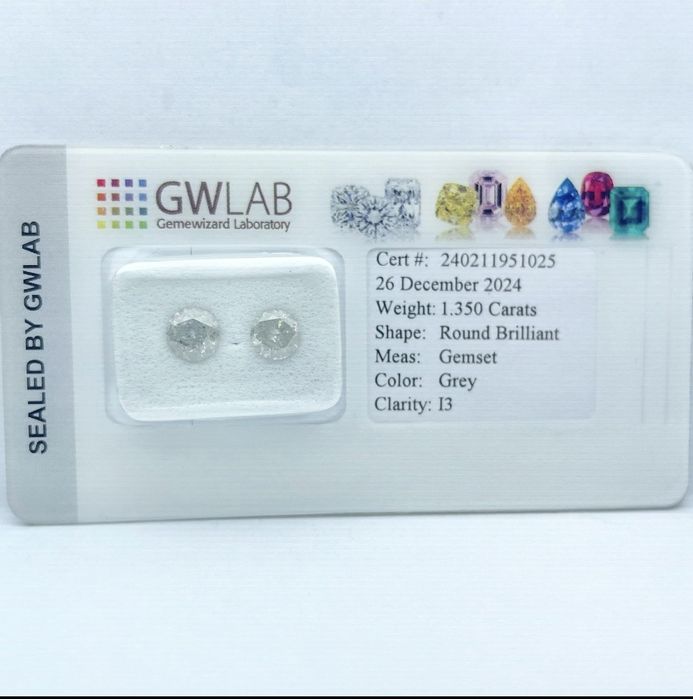 SEALED BY GWLAB
GWLAB
Gemewizard Laboratory
Cert #: 240211951025
26 December 2024
Weight: 1.350 Carats
Shape: Round Brilliant
Meas: Gemset
Color: Grey
Clarity: I3